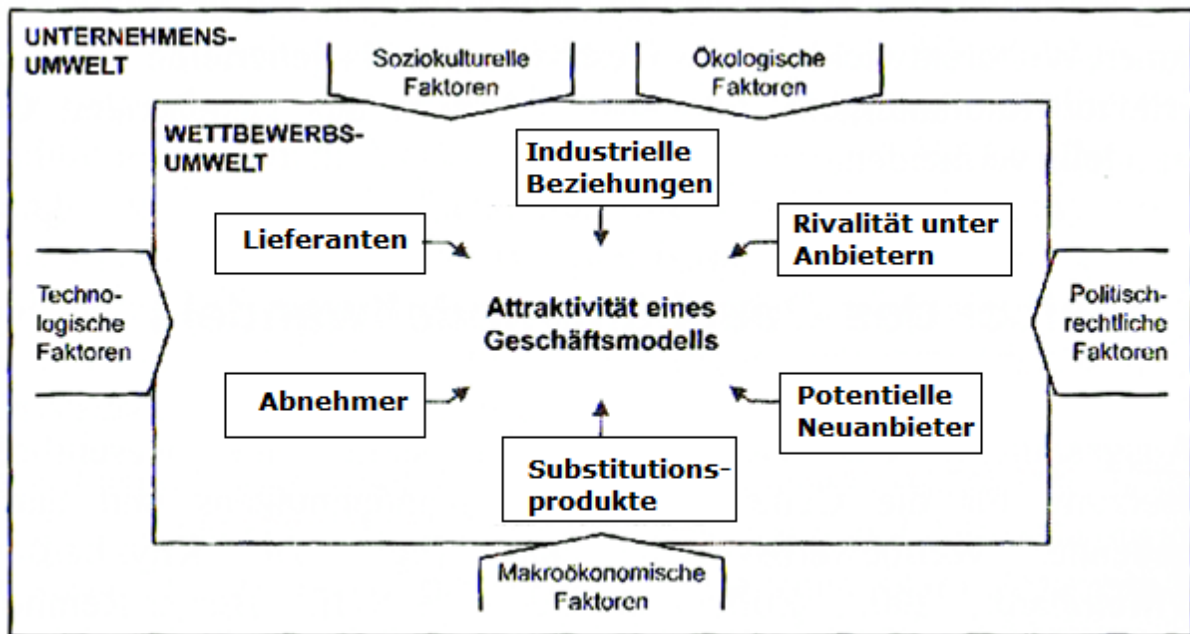 UNTERNEHMENS-
UMWELT
Soziokulturelle
Faktoren
Ökologische
Faktoren
WETTBEWERBS-
UMWELT
Industrielle
Beziehungen
Lieferanten
Rivalität unter
Anbietern
Techno-
logische
Faktoren
Attraktivität eines
Geschäftsmodells
Politisch-
rechtliche
Faktoren
Abnehmer
Potentielle
Neuanbieter
Substitutions-
produkte
Makroökonomische
Faktoren